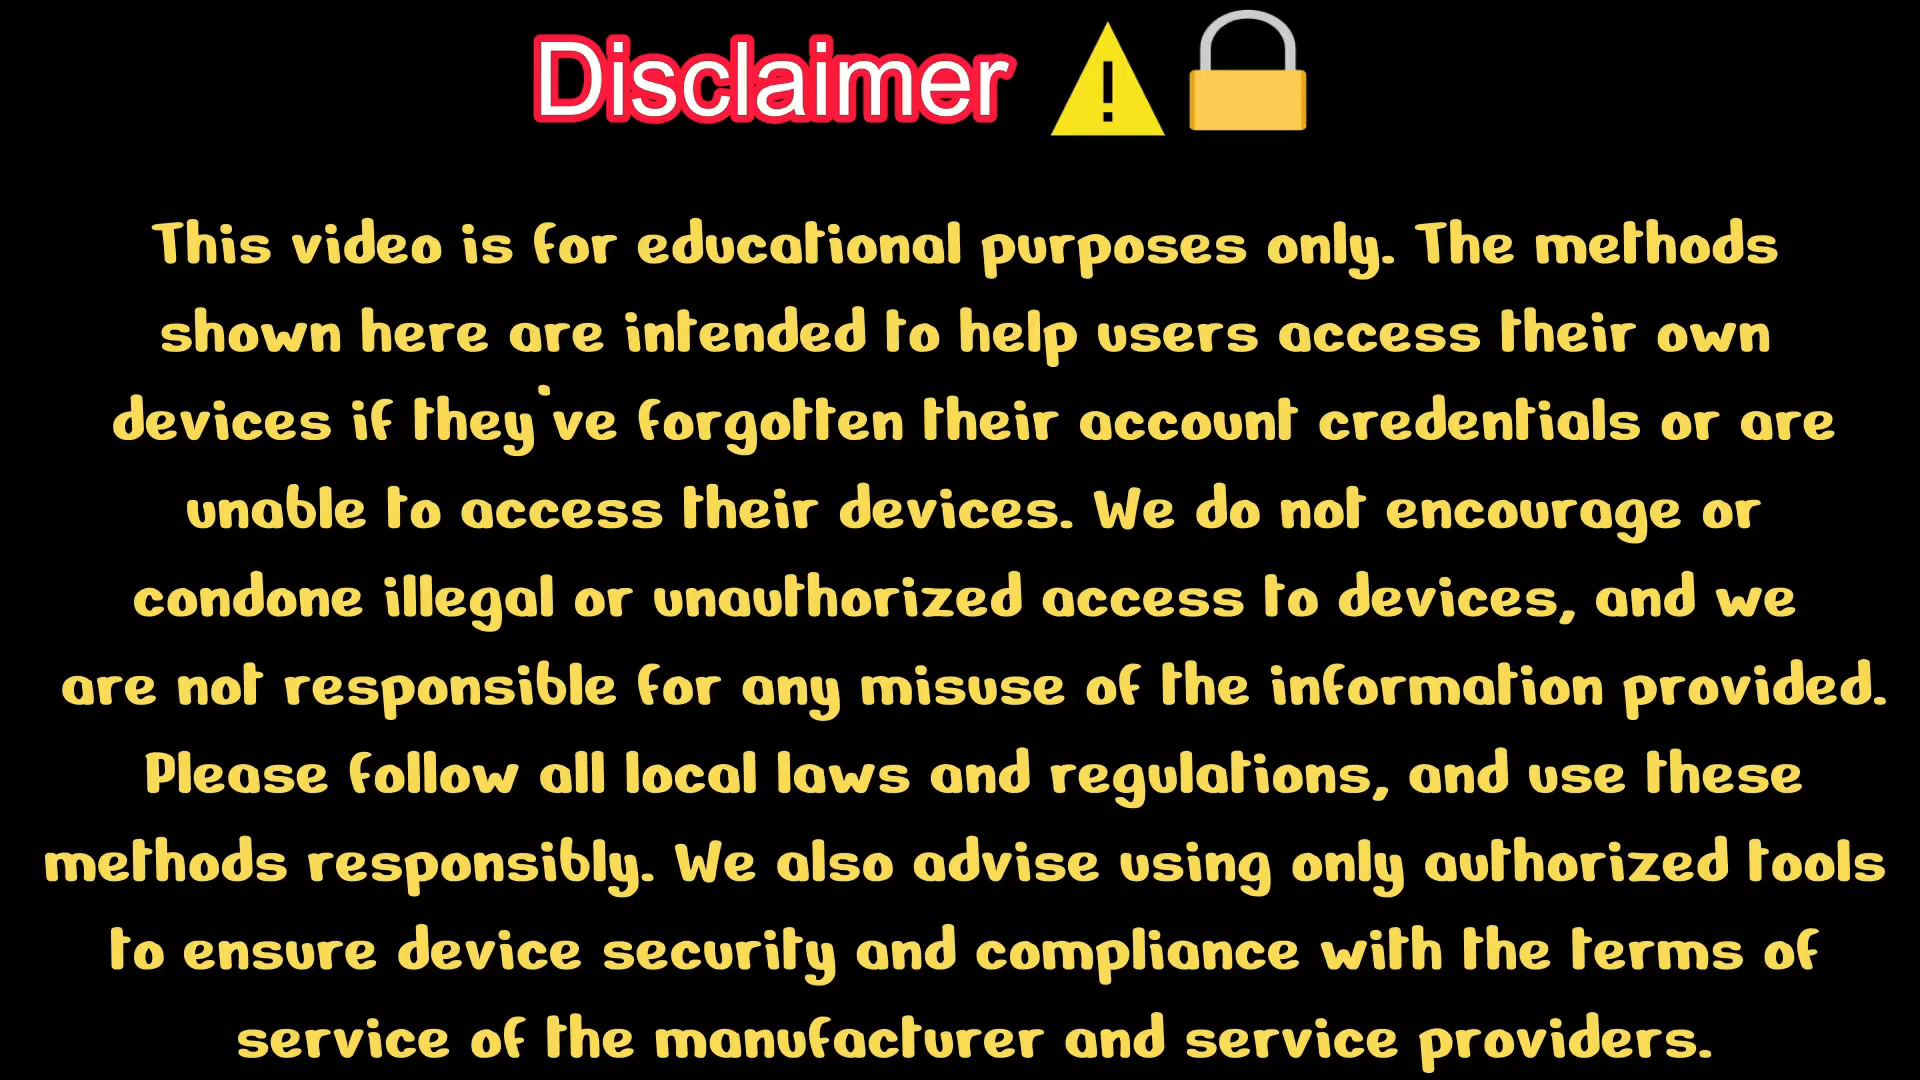 Disclaimer ⚠🔒
This video is for educational purposes only. The methods
shown here are intended to help users access their own
devices if they've forgotten their account credentials or are
unable to access their devices. We do not encourage or
condone illegal or unauthorized access to devices, and we
are not responsible for any misuse of the information provided.
Please follow all local laws and regulations, and use these
methods responsibly. We also advise using only authorized tools
to ensure device security and compliance with the terms of
service of the manufacturer and service providers.